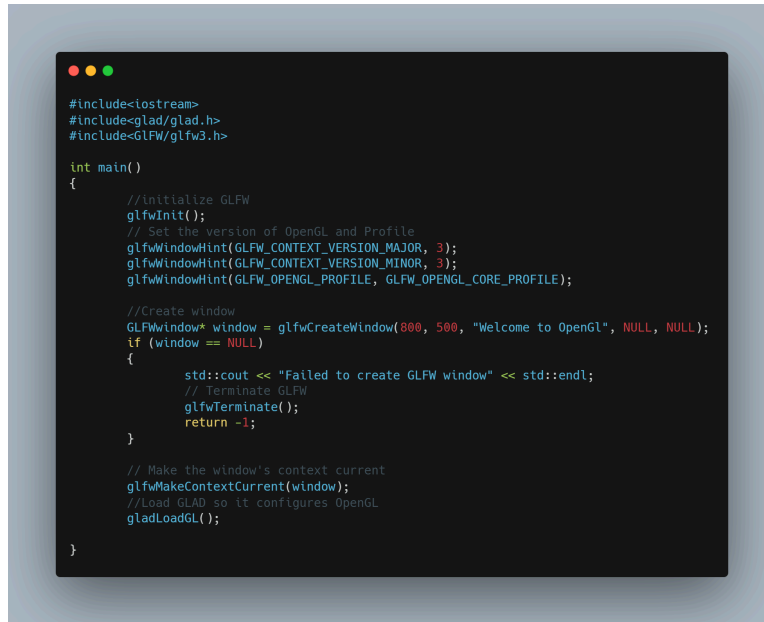 #include<iostream>
#include<glad/glad.h>
#include<GlFW/glfw3.h>
int main()
{
//initialize GLFW
glfwInit();
// Set the version of OpenGL and Profile
glfwWindowHint(GLFW_CONTEXT_VERSION_MAJOR, 3);
glfwWindowHint(GLFW_CONTEXT_VERSION_MINOR, 3);
glfwWindowHint(GLFW_OPENGL_PROFILE, GLFW_OPENGL_CORE_PROFILE);
//Create window
GLFWwindow* window = glfwCreateWindow(800, 500, "Welcome to OpenGl", NULL, NULL);
if (window == NULL)
{
std::cout << "Failed to create GLFW window" << std::endl;
// Terminate GLFW
glfwTerminate();
return -1;
}
// Make the window's context current
glfwMakeContextCurrent(window);
//Load GLAD so it configures OpenGL
gladLoadGL();
}